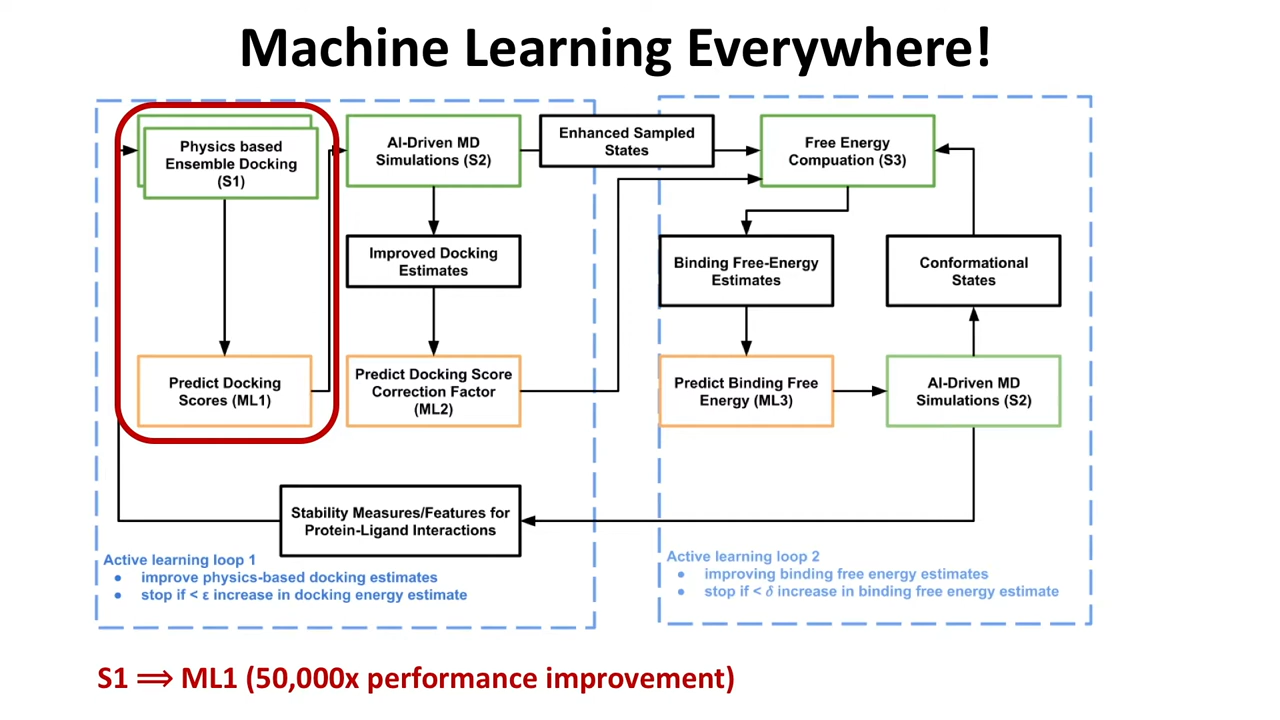 Machine Learning Everywhere!
Physics based
Ensemble Docking
(S1)
AI-Driven MD
Simulations (S2)
Enhanced Sampled
States
Free Energy
Compuation (S3)
Improved Docking
Estimates
Binding Free-Energy
Estimates
Conformational
States
Predict Docking
Scores (ML1)
Predict Docking Score
Correction Factor
(ML2)
Predict Binding Free
Energy (ML3)
AI-Driven MD
Simulations (S2)
Stability Measures/Features for
Protein-Ligand Interactions
Active learning loop 1
● improve physics-based docking estimates
● stop if < ε increase in docking energy estimate
Active learning loop 2
● improving binding free energy estimates
● stop if < δ increase in binding free energy estimate
S1 ⟹ ML1 (50,000x performance improvement)